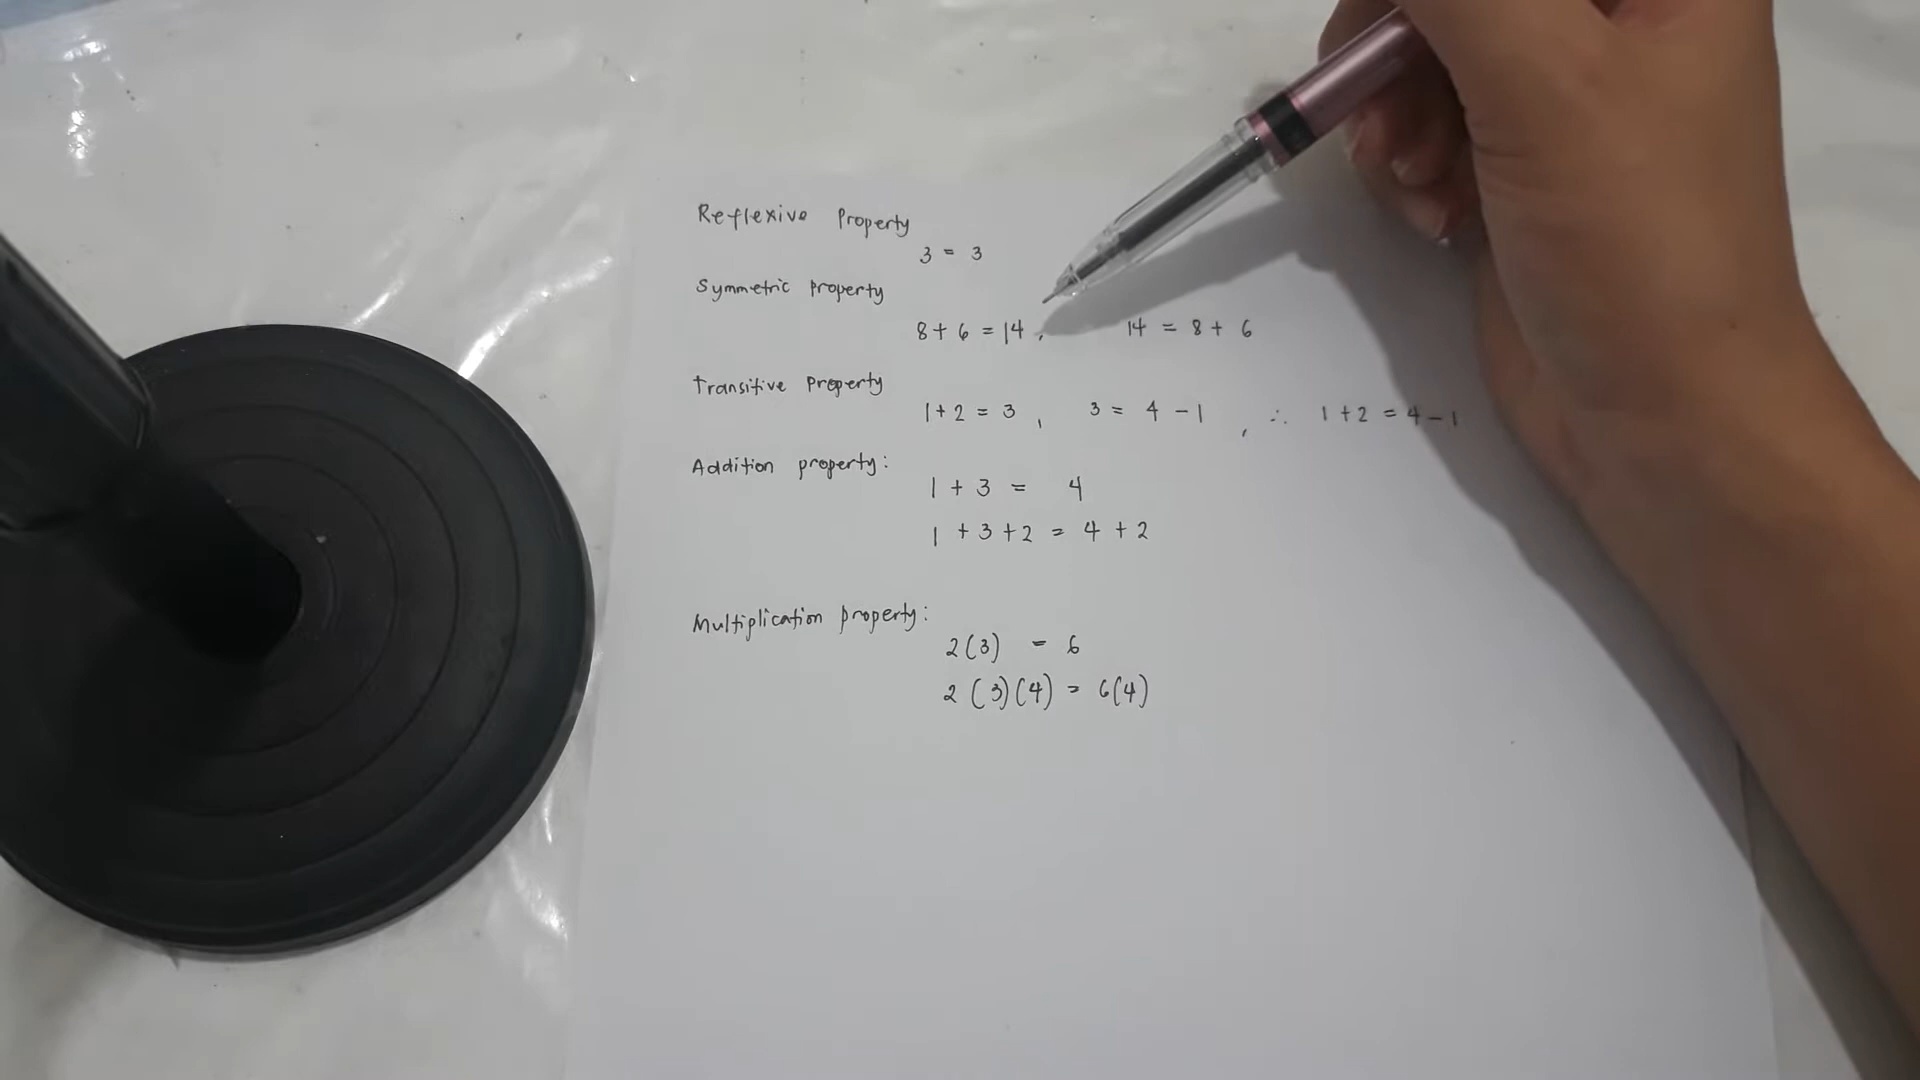 Reflexive Property
3 = 3
Symmetric property
8 + 6 = 14, 14 = 8 + 6
Transitive Property
1 + 2 = 3, 3 = 4 - 1, ∴ 1 + 2 = 4 - 1
Addition property:
1 + 3 = 4
1 + 3 + 2 = 4 + 2
Multiplication property:
2(3) = 6
2(3)(4) = 6(4)